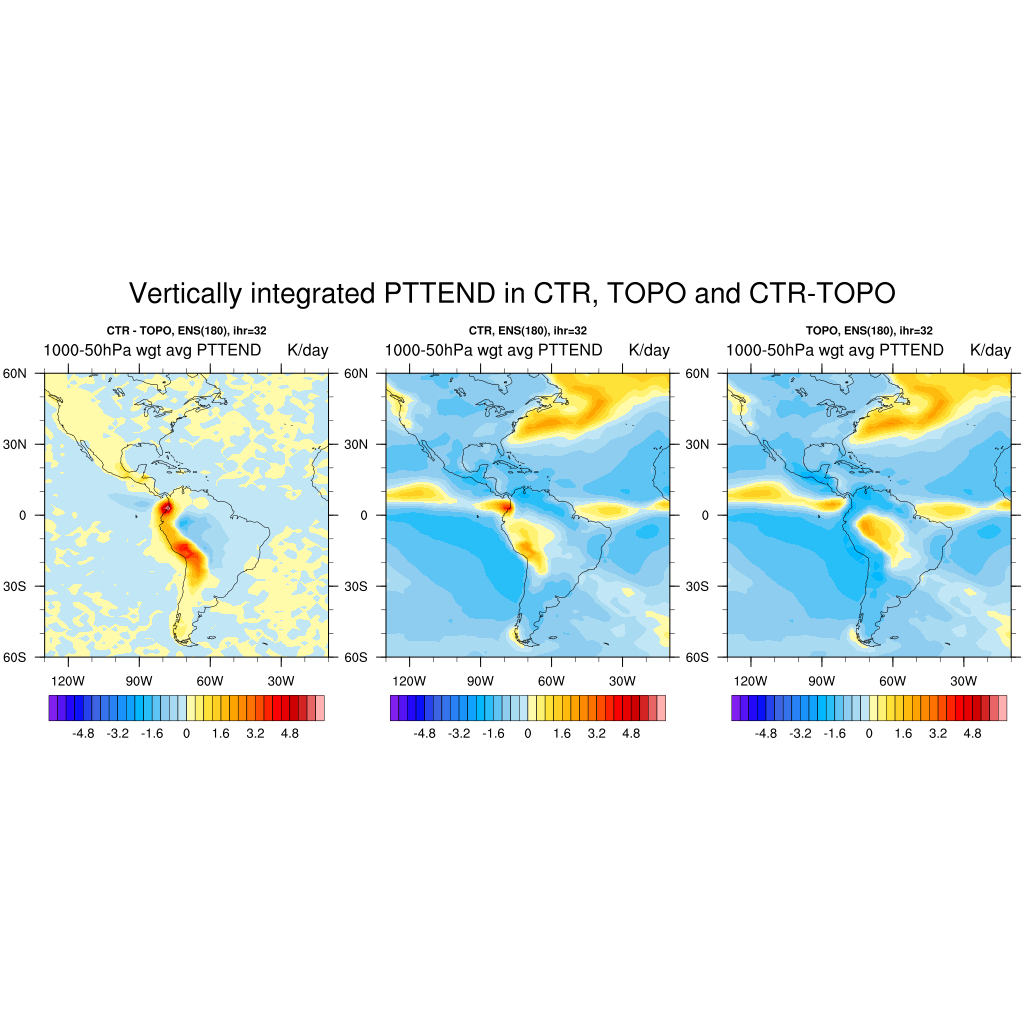 Vertically integrated PTTEND in CTR, TOPO and CTR-TOPO
CTR - TOPO, ENS(180), ihr=32
1000-50hPa wgt avg PTTEND K/day
60N
30N
0
30S
60S
120W 90W 60W 30W
-4.8 -3.2 -1.6 0 1.6 3.2 4.8
CTR, ENS(180), ihr=32
1000-50hPa wgt avg PTTEND K/day
60N
30N
0
30S
60S
120W 90W 60W 30W
-4.8 -3.2 -1.6 0 1.6 3.2 4.8
TOPO, ENS(180), ihr=32
1000-50hPa wgt avg PTTEND K/day
60N
30N
0
30S
60S
120W 90W 60W 30W
-4.8 -3.2 -1.6 0 1.6 3.2 4.8